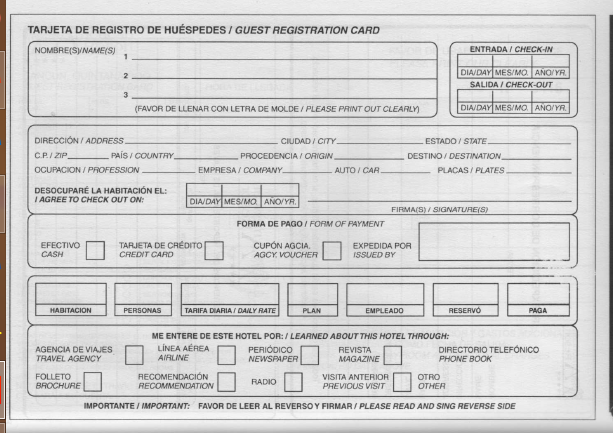 TARJETA DE REGISTRO DE HUÉSPEDES / GUEST REGISTRATION CARD
NOMBRE(S)/NAME(S)
1
2
3
(FAVOR DE LLENAR CON LETRA DE MOLDE / PLEASE PRINT OUT CLEARLY)
ENTRADA / CHECK-IN
DIA/DAY MES/MO. AÑO/YR.
SALIDA / CHECK-OUT
DIA/DAY MES/MO. AÑO/YR.
DIRECCIÓN / ADDRESS CIUDAD / CITY ESTADO / STATE
C.P. / ZIP PAÍS / COUNTRY PROCEDENCIA / ORIGIN DESTINO / DESTINATION
OCUPACION / PROFESSION EMPRESA / COMPANY AUTO / CAR PLACAS / PLATES
DESOCUPARÉ LA HABITACIÓN EL:
I AGREE TO CHECK OUT ON:
DIA/DAY MES/MO. AÑO/YR.
FIRMA(S) / SIGNATURE(S)
FORMA DE PAGO / FORM OF PAYMENT
EFECTIVO TARJETA DE CRÉDITO CUPÓN AGCIA. EXPEDIDA POR
CASH CREDIT CARD AGCY. VOUCHER ISSUED BY
HABITACION PERSONAS TARIFA DIARIA / DAILY RATE PLAN EMPLEADO RESERVÓ PAGA
ME ENTERE DE ESTE HOTEL POR: / LEARNED ABOUT THIS HOTEL THROUGH:
AGENCIA DE VIAJES LÍNEA AÉREA PERIÓDICO REVISTA DIRECTORIO TELEFÓNICO
TRAVEL AGENCY AIRLINE NEWSPAPER MAGAZINE PHONE BOOK
FOLLETO RECOMENDACIÓN RADIO VISITA ANTERIOR OTRO
BROCHURE RECOMMENDATION PREVIOUS VISIT OTHER
IMPORTANTE / IMPORTANT: FAVOR DE LEER AL REVERSO Y FIRMAR / PLEASE READ AND SING REVERSE SIDE